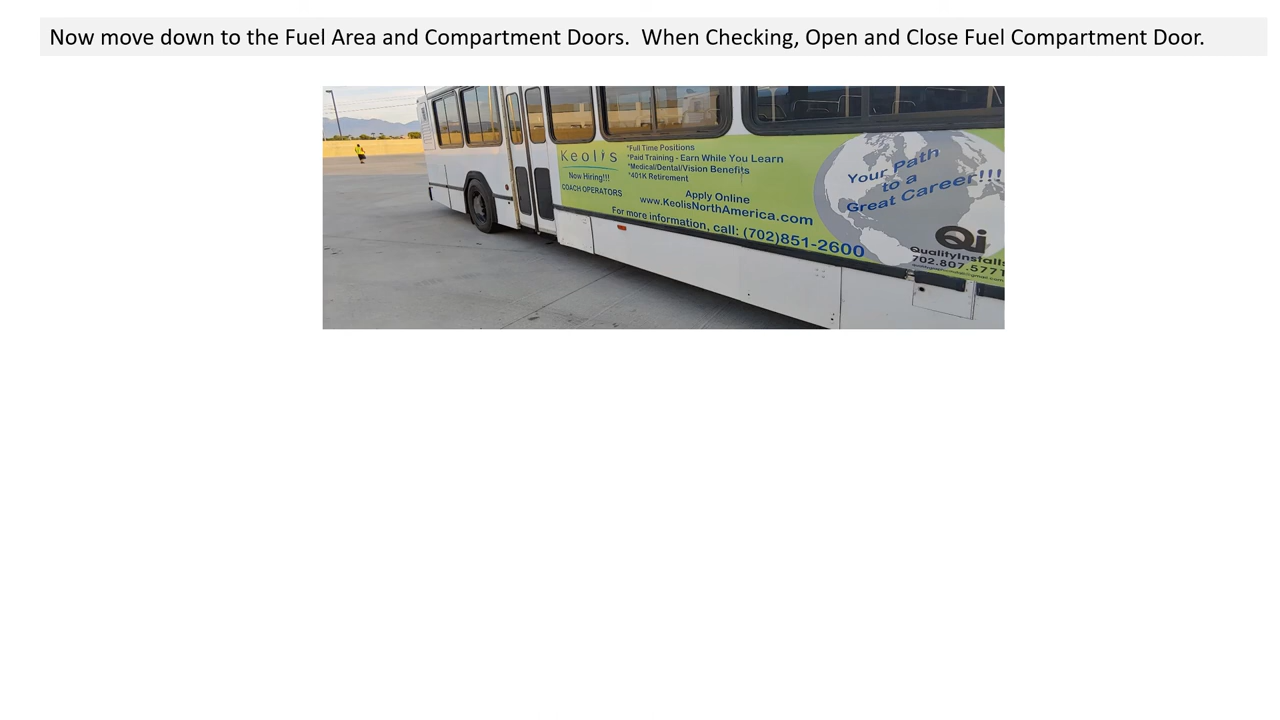 Now move down to the Fuel Area and Compartment Doors. When Checking, Open and Close Fuel Compartment Door.
Keolis
Now Hiring!!!
COACH OPERATORS
*Full Time Positions
*Paid Training - Earn While You Learn
*Medical/Dental/Vision Benefits
*401K Retirement
Apply Online
www.KeolisNorthAmerica.com
For more information, call: (702)851-2600
Your Path
to a
Great Career!!!
Qi
QualityInstalls
702.807.5771